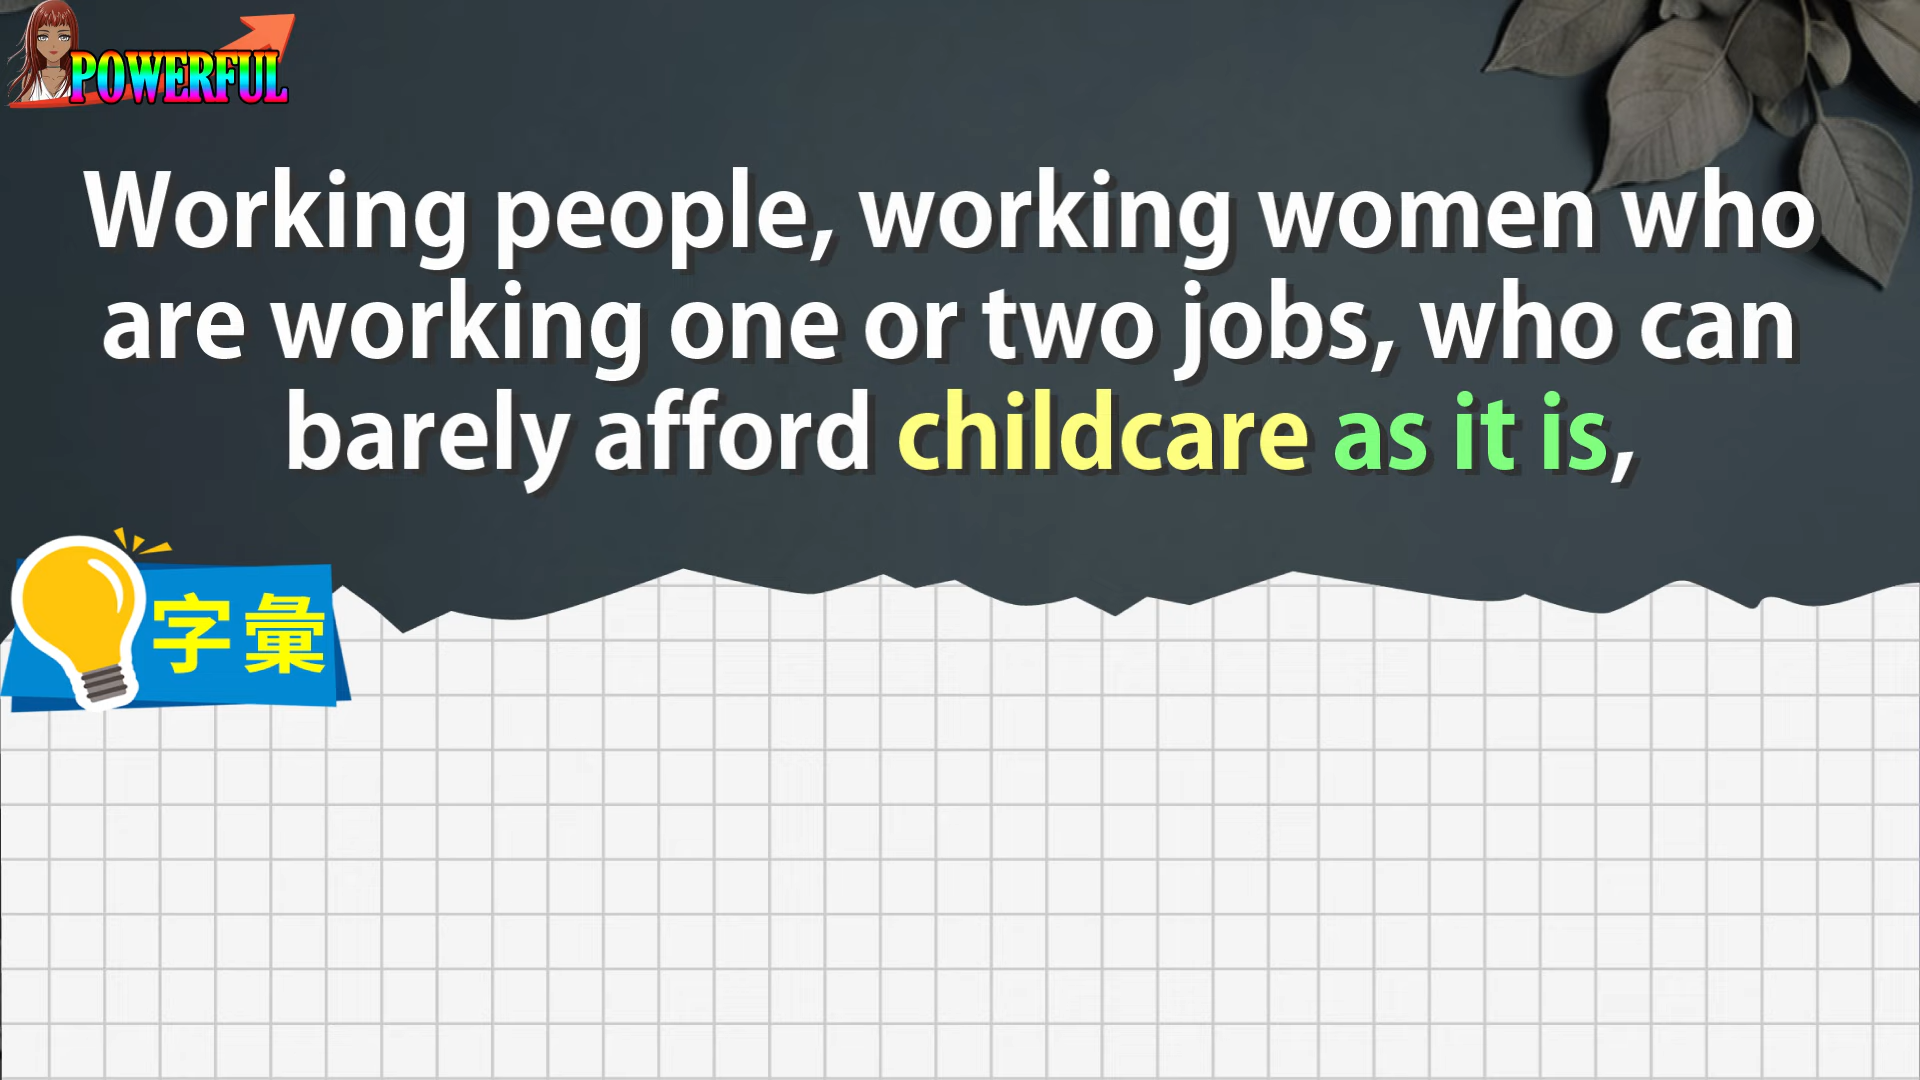 POWERFUL
Working people, working women who
are working one or two jobs, who can
barely afford childcare as it is,
字彙